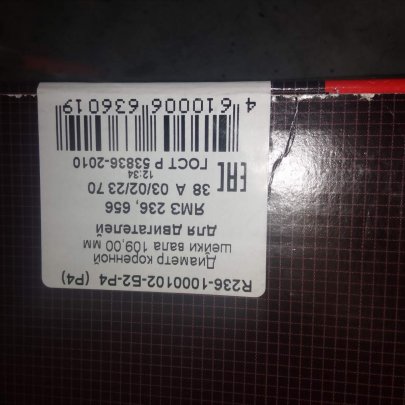 R236-1000102-Б2-Р4 (Р4)
Диаметр коренной
шейки вала 109,00 мм
для двигателей
ЯМЗ 236, 656
38 А 03/02/23 70
12:34
ГОСТ Р 53836-2010
EAC
4 610006 636019